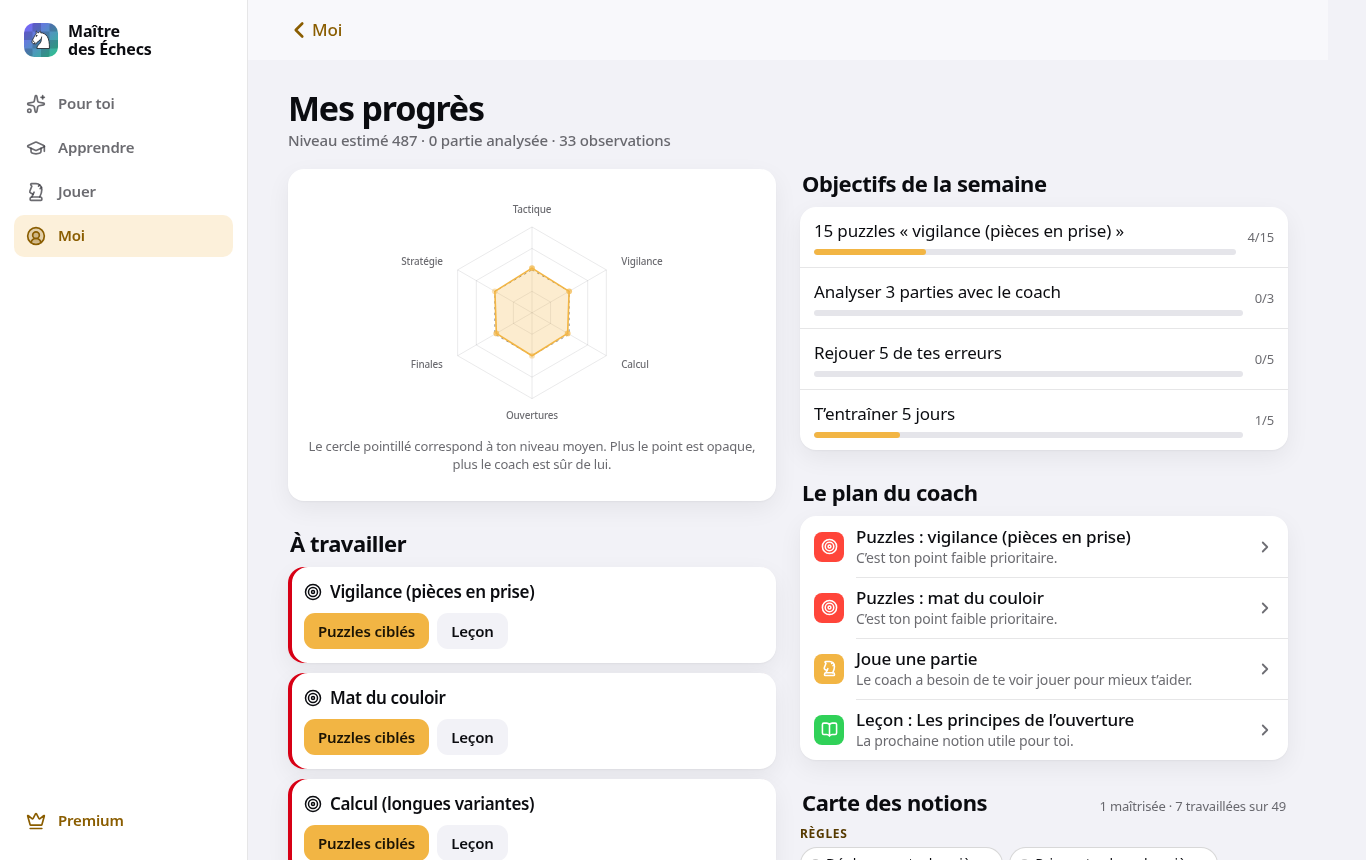 Maître
des Échecs
Pour toi
Apprendre
Jouer
Moi
Premium
Moi
Mes progrès
Niveau estimé 487 · 0 partie analysée · 33 observations
Tactique
Stratégie
Vigilance
Finales
Calcul
Ouvertures
Le cercle pointillé correspond à ton niveau moyen. Plus le point est opaque,
plus le coach est sûr de lui.
À travailler
Vigilance (pièces en prise)
Puzzles ciblés
Leçon
Mat du couloir
Puzzles ciblés
Leçon
Calcul (longues variantes)
Puzzles ciblés
Leçon
Objectifs de la semaine
15 puzzles « vigilance (pièces en prise) »
4/15
Analyser 3 parties avec le coach
0/3
Rejouer 5 de tes erreurs
0/5
T'entraîner 5 jours
1/5
Le plan du coach
Puzzles : vigilance (pièces en prise)
C'est ton point faible prioritaire.
Puzzles : mat du couloir
C'est ton point faible prioritaire.
Joue une partie
Le coach a besoin de te voir jouer pour mieux t'aider.
Leçon : Les principes de l'ouverture
La prochaine notion utile pour toi.
Carte des notions
1 maîtrisée · 7 travaillées sur 49
RÈGLES